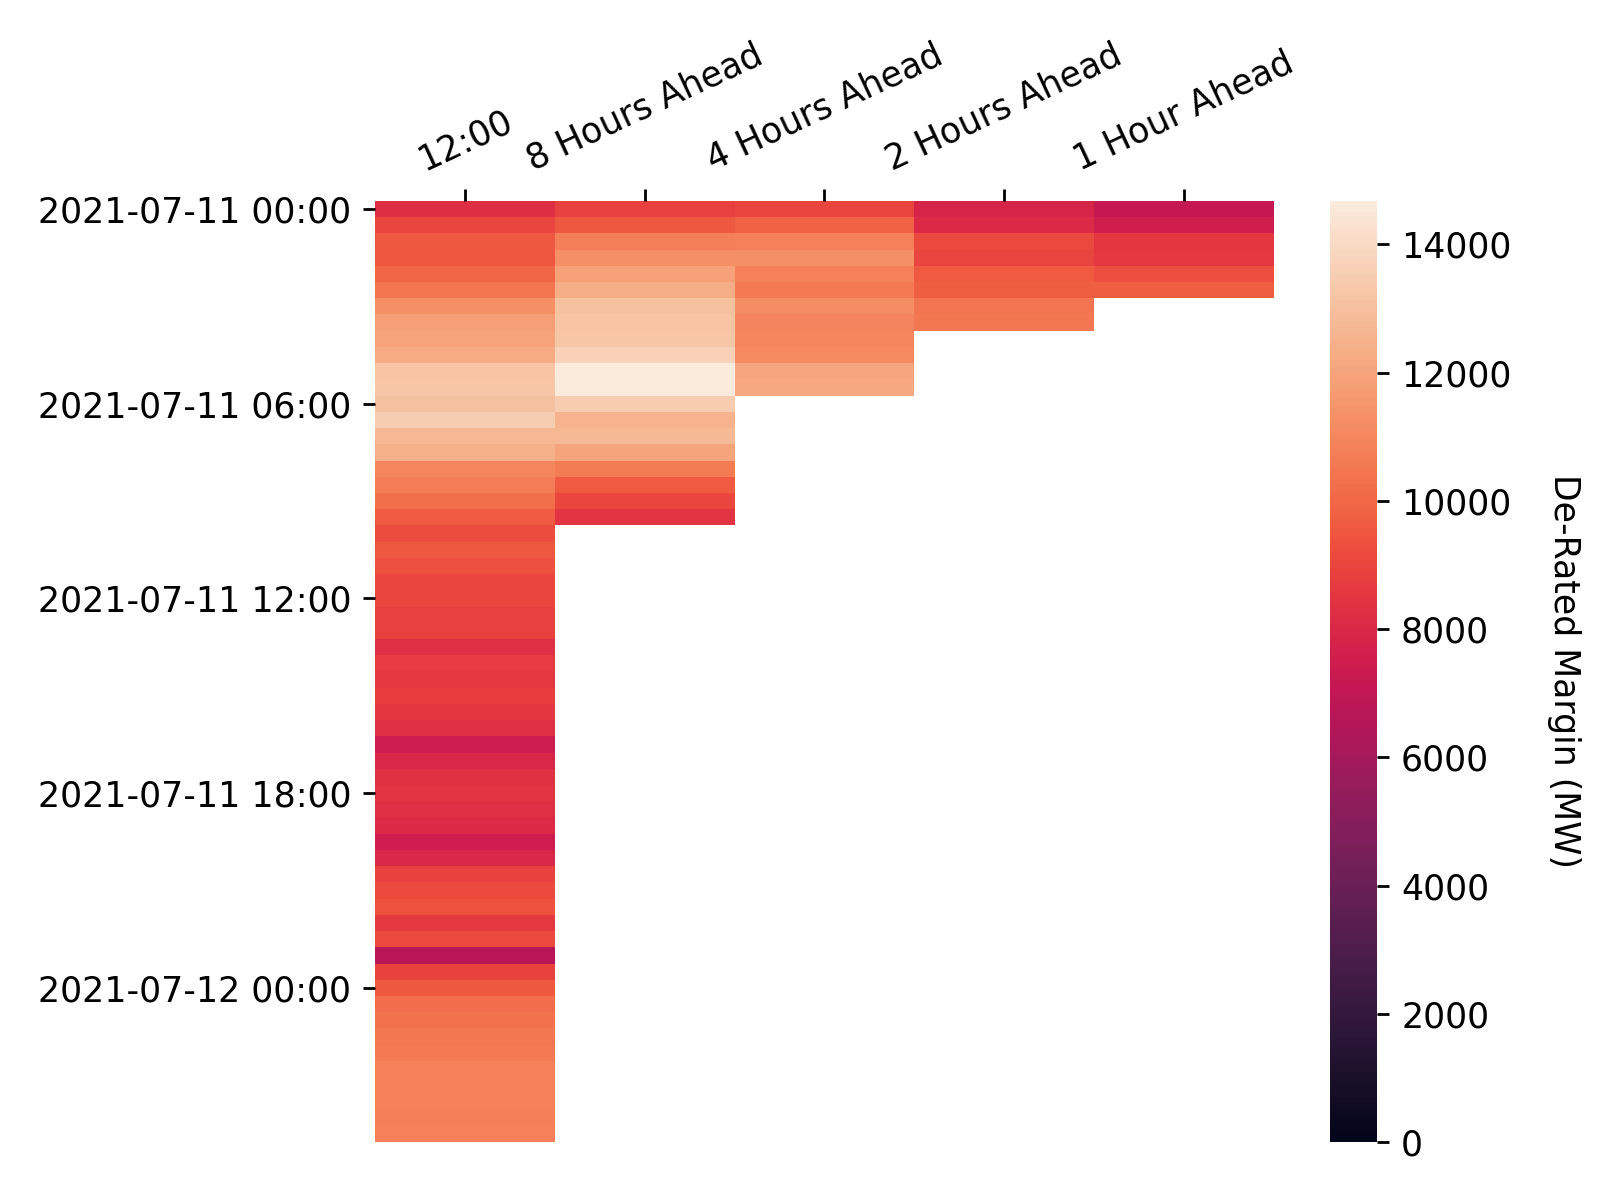 12:00
8 Hours Ahead
4 Hours Ahead
2 Hours Ahead
1 Hour Ahead
2021-07-11 00:00
2021-07-11 06:00
2021-07-11 12:00
2021-07-11 18:00
2021-07-12 00:00
14000
12000
10000
8000
6000
4000
2000
0
De-Rated Margin (MW)